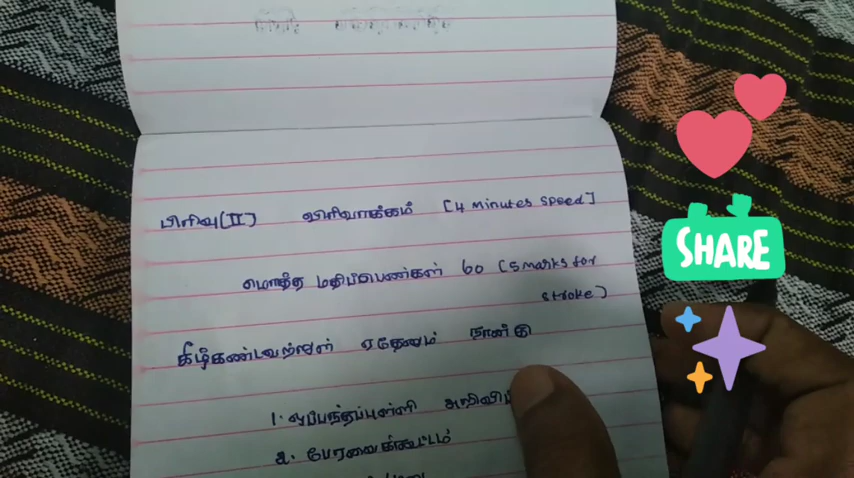 பிரிவு (II) விரிவாக்கம் [4 Minutes Speed]
மொத்த மதிப்பெண்கள் 60 (5 marks for
stroke)
கீழ்கண்டவற்றுள் ஏதேனும் நான்கு
1. ஒப்பந்தப்புள்ளி
2. பேரவைக்கூட்டம்
SHARE